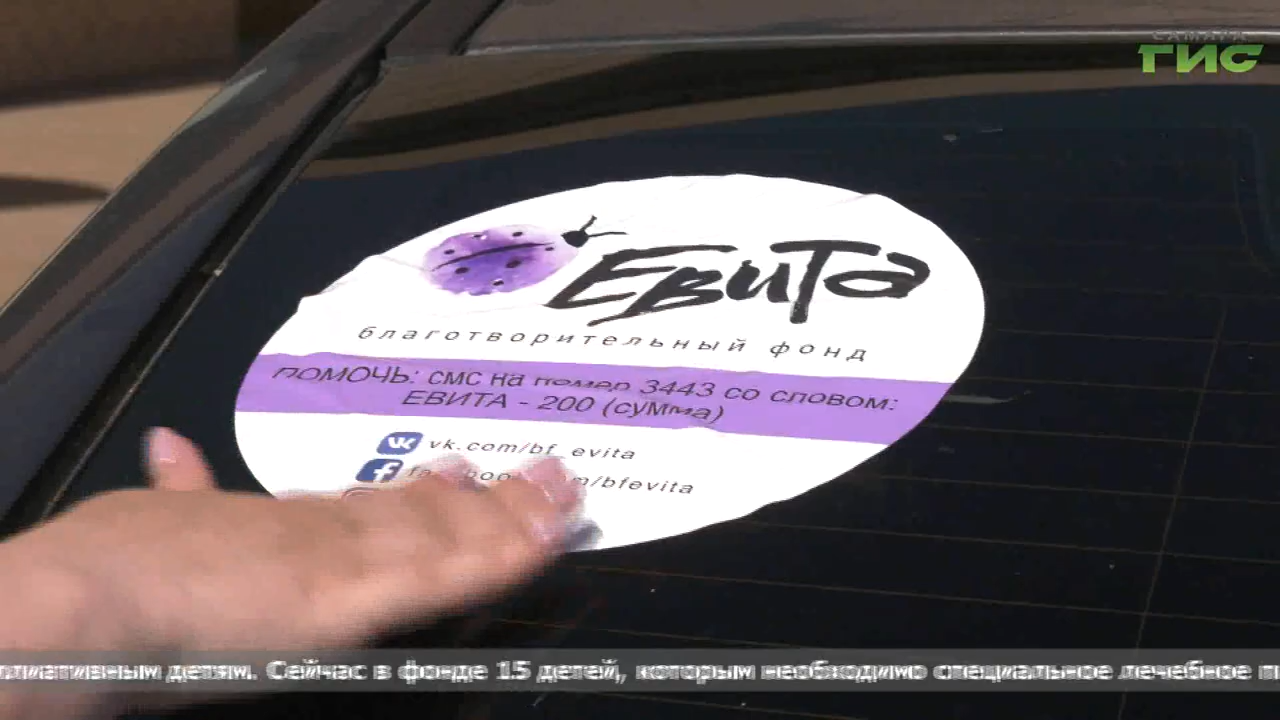 САМАРА
ГИС
Евита
благотворительный фонд
ПОМОЧЬ: смс на номер 3443 со словом:
ЕВИТА - 200 (сумма)
vk.com/bf_evita
/bfevita
детям. Сейчас в фонде 15 детей, которым необходимо специальное лечебное